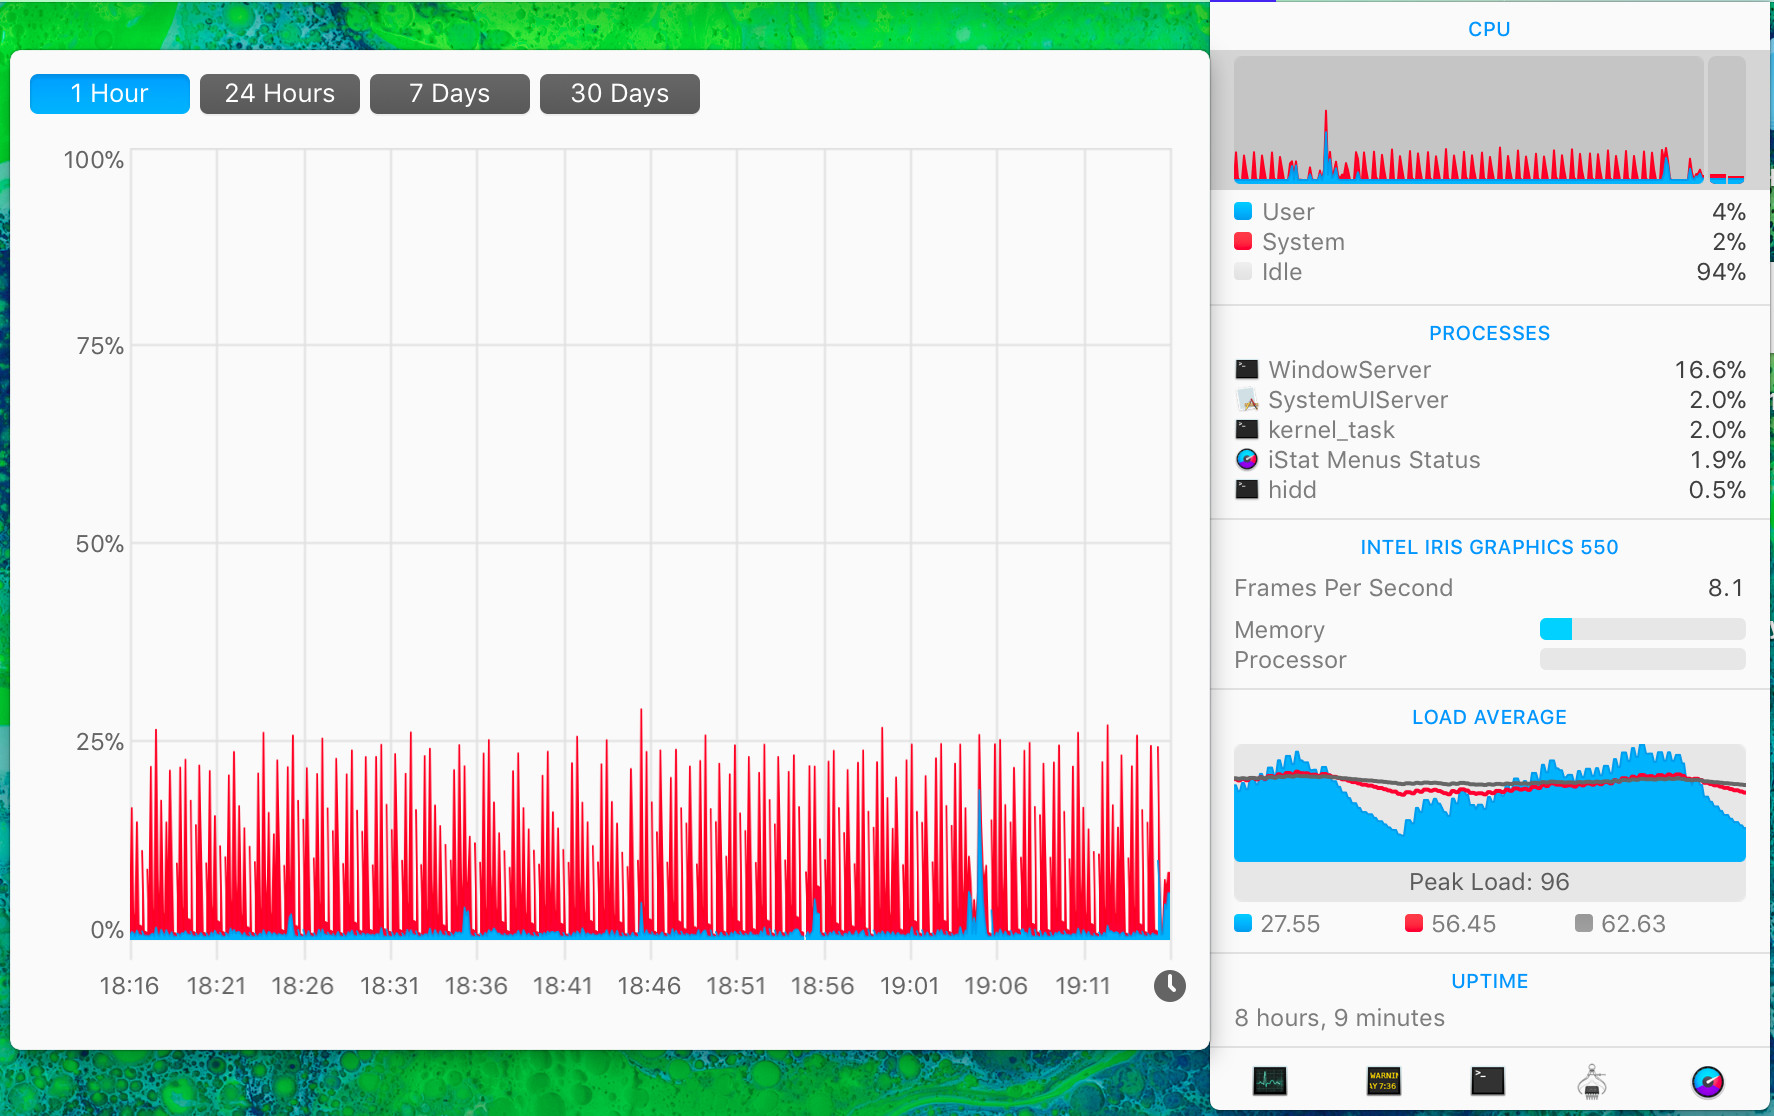 1 Hour
24 Hours
7 Days
30 Days
100%
75%
50%
25%
0%
18:16 18:21 18:26 18:31 18:36 18:41 18:46 18:51 18:56 19:01 19:06 19:11
CPU
User 4%
System 2%
Idle 94%
PROCESSES
WindowServer 16.6%
SystemUIServer 2.0%
kernel_task 2.0%
iStat Menus Status 1.9%
hidd 0.5%
INTEL IRIS GRAPHICS 550
Frames Per Second 8.1
Memory
Processor
LOAD AVERAGE
Peak Load: 96
27.55 56.45 62.63
UPTIME
8 hours, 9 minutes
WARNIN
AY 7:36